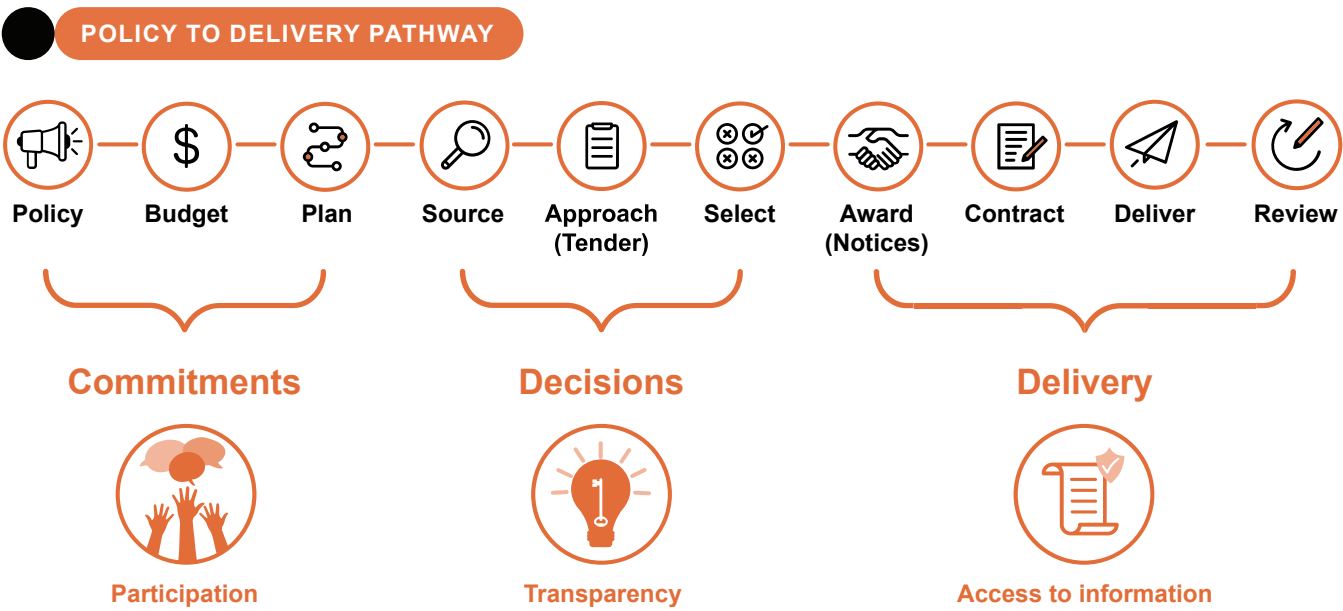 POLICY TO DELIVERY PATHWAY
$
Policy
Budget
Plan
Source
Approach
(Tender)
Select
Award
(Notices)
Contract
Deliver
Review
Commitments
Decisions
Delivery
Participation
Transparency
Access to information